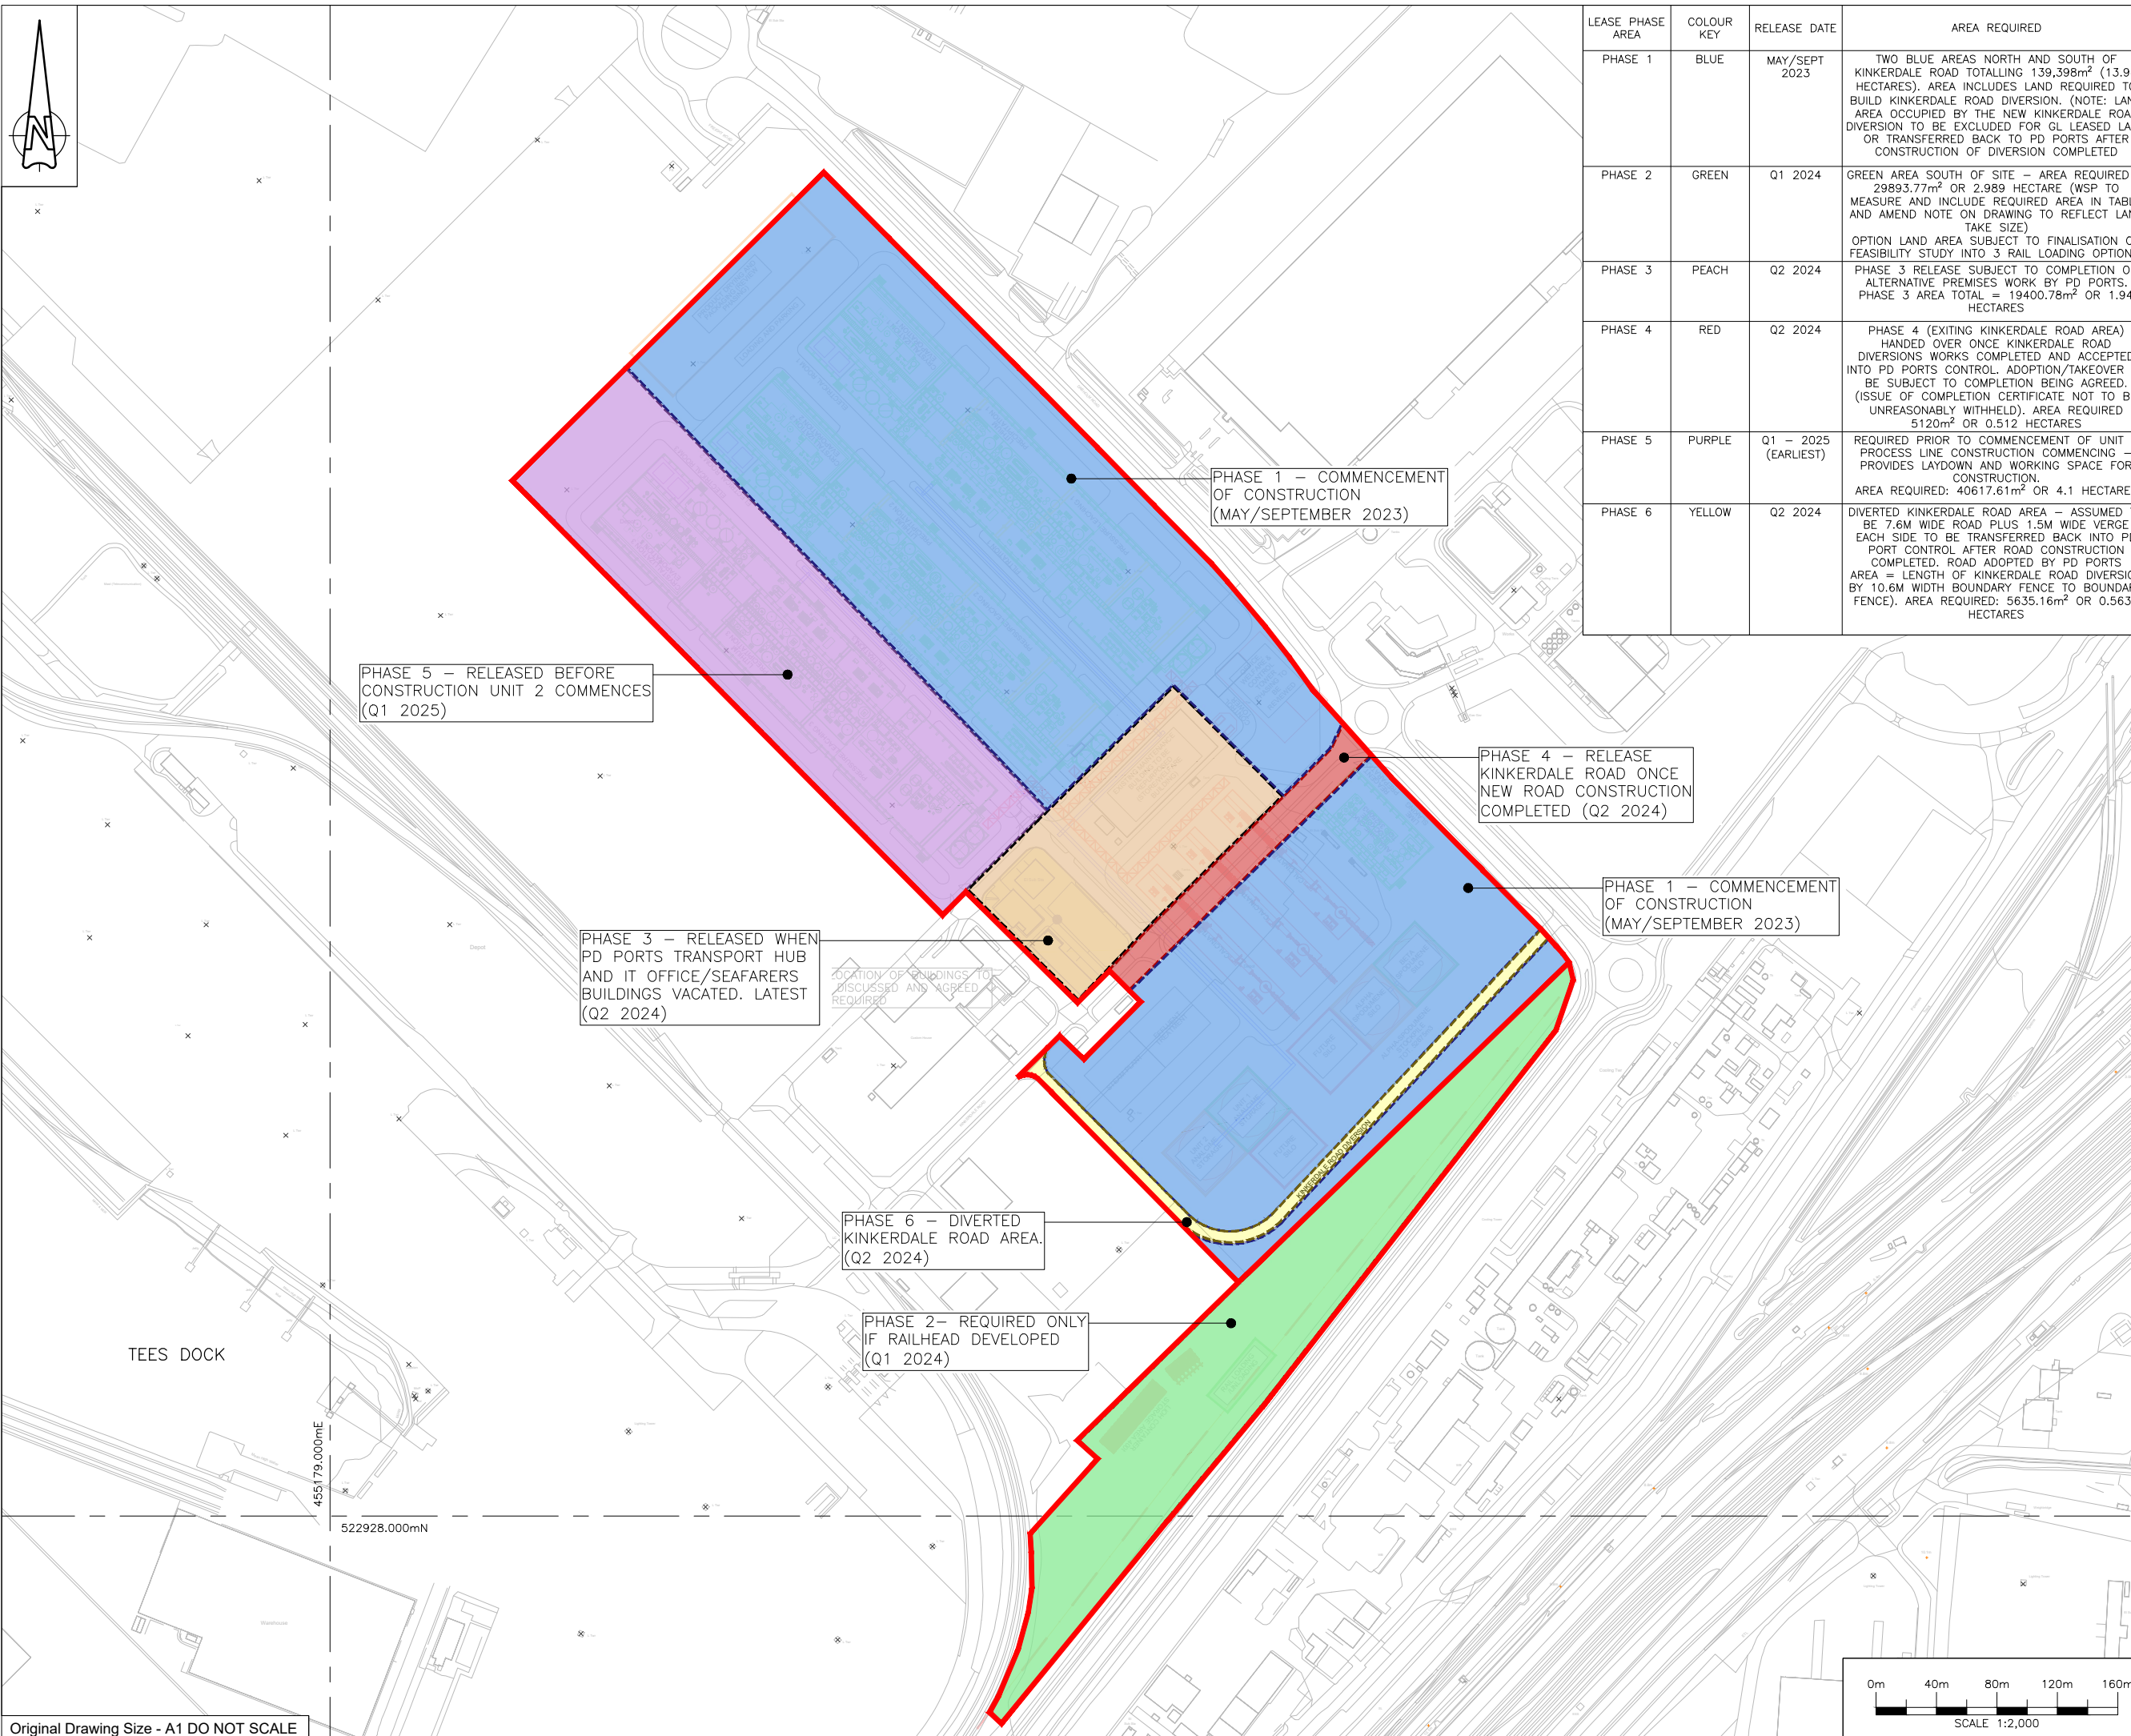 N
LEASE PHASE AREA
COLOUR KEY
RELEASE DATE
AREA REQUIRED
PHASE 1
BLUE
MAY/SEPT
2023
TWO BLUE AREAS NORTH AND SOUTH OF
KINKERDALE ROAD TOTALLING 139,398m² (13.9
HECTARES). AREA INCLUDES LAND REQUIRED TO
BUILD KINKERDALE ROAD DIVERSION. (NOTE: LAN
AREA OCCUPIED BY THE NEW KINKERDALE ROA
DIVERSION TO BE EXCLUDED FOR GL LEASED LA
OR TRANSFERRED BACK TO PD PORTS AFTER
CONSTRUCTION OF DIVERSION COMPLETED
PHASE 2
GREEN
Q1 2024
GREEN AREA SOUTH OF SITE – AREA REQUIRED
29893.77m² OR 2.989 HECTARE (WSP TO
MEASURE AND INCLUDE REQUIRED AREA IN TABL
AND AMEND NOTE ON DRAWING TO REFLECT LAN
TAKE SIZE)
OPTION LAND AREA SUBJECT TO FINALISATION O
FEASIBILITY STUDY INTO 3 RAIL LOADING OPTION
PHASE 3
PEACH
Q2 2024
PHASE 3 RELEASE SUBJECT TO COMPLETION O
ALTERNATIVE PREMISES WORK BY PD PORTS.
PHASE 3 AREA TOTAL = 19400.78m² OR 1.94
HECTARES
PHASE 4
RED
Q2 2024
PHASE 4 (EXITING KINKERDALE ROAD AREA)
HANDED OVER ONCE KINKERDALE ROAD
DIVERSIONS WORKS COMPLETED AND ACCEPTED
INTO PD PORTS CONTROL. ADOPTION/TAKEOVER
BE SUBJECT TO COMPLETION BEING AGREED.
(ISSUE OF COMPLETION CERTIFICATE NOT TO B
UNREASONABLY WITHHELD). AREA REQUIRED
5120m² OR 0.512 HECTARES
PHASE 5
PURPLE
Q1 – 2025
(EARLIEST)
REQUIRED PRIOR TO COMMENCEMENT OF UNIT
PROCESS LINE CONSTRUCTION COMMENCING –
PROVIDES LAYDOWN AND WORKING SPACE FOR
CONSTRUCTION.
AREA REQUIRED: 40617.61m² OR 4.1 HECTARE
PHASE 6
YELLOW
Q2 2024
DIVERTED KINKERDALE ROAD AREA – ASSUMED
BE 7.6M WIDE ROAD PLUS 1.5M WIDE VERGE
EACH SIDE TO BE TRANSFERRED BACK INTO P
PORT CONTROL AFTER ROAD CONSTRUCTION
COMPLETED. ROAD ADOPTED BY PD PORTS
AREA = LENGTH OF KINKERDALE ROAD DIVERSIO
BY 10.6M WIDTH BOUNDARY FENCE TO BOUNDAR
FENCE). AREA REQUIRED: 5635.16m² OR 0.563
HECTARES
PHASE 1 – COMMENCEMENT
OF CONSTRUCTION
(MAY/SEPTEMBER 2023)
PHASE 5 – RELEASED BEFORE
CONSTRUCTION UNIT 2 COMMENCES
(Q1 2025)
PHASE 4 – RELEASE
KINKERDALE ROAD ONCE
NEW ROAD CONSTRUCTION
COMPLETED (Q2 2024)
PHASE 1 – COMMENCEMENT
OF CONSTRUCTION
(MAY/SEPTEMBER 2023)
PHASE 3 – RELEASED WHEN
PD PORTS TRANSPORT HUB
AND IT OFFICE/SEAFARERS
BUILDINGS VACATED. LATEST
(Q2 2024)
OCATION OF BUILDINGS TO
DISCUSSED AND AGREED
REQUIRED
Depot
KINKERDALE ROAD DIVERSION
PHASE 6 – DIVERTED
KINKERDALE ROAD AREA.
(Q2 2024)
PHASE 2– REQUIRED ONLY
IF RAILHEAD DEVELOPED
(Q1 2024)
TEES DOCK
455179.000mE
522928.000mN
Warehouse
0m 40m 80m 120m 160m
SCALE 1:2,000
Original Drawing Size - A1 DO NOT SCALE